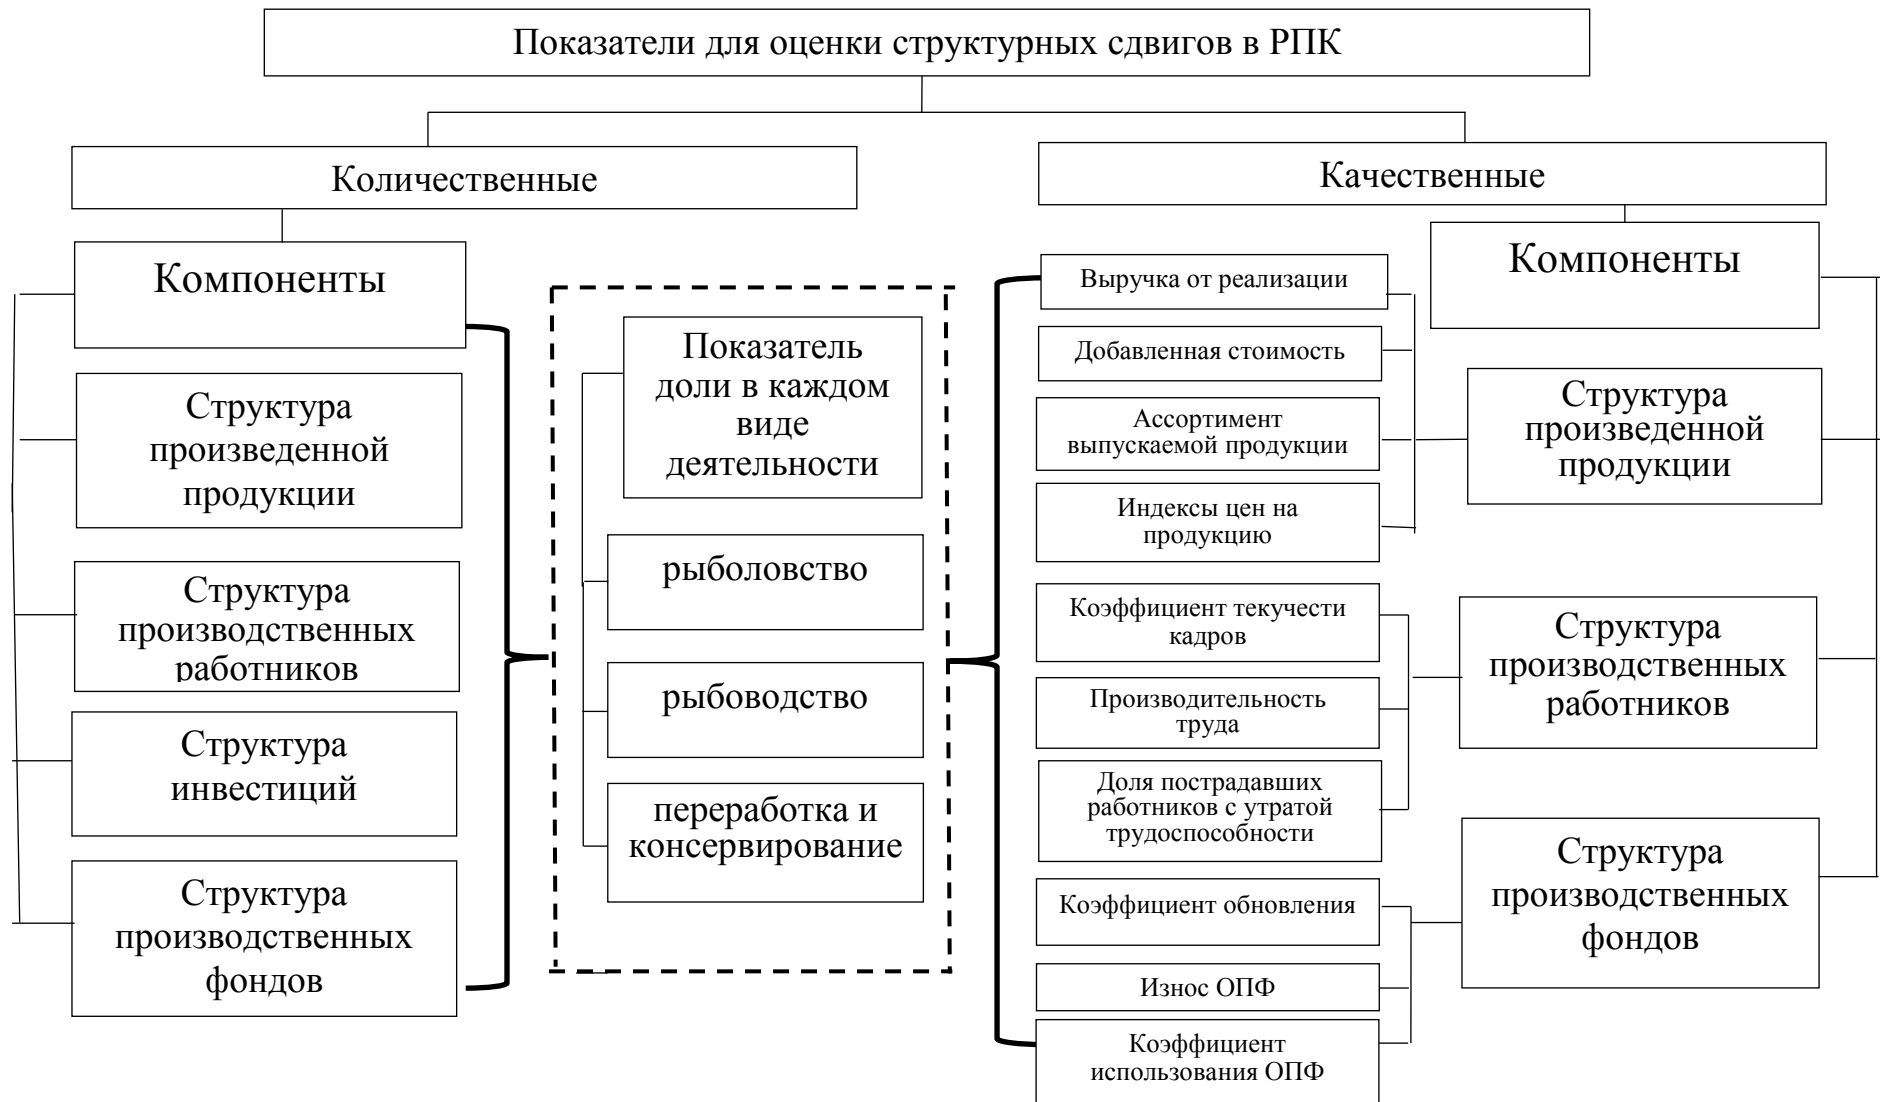 Показатели для оценки структурных сдвигов в РПК
Количественные
Качественные
Компоненты
Структура
произведенной
продукции
Структура
производственных
работников
Структура
инвестиций
Структура
производственных
фондов
Показатель
доли в каждом
виде
деятельности
рыболовство
рыбоводство
переработка и
консервирование
Выручка от реализации
Добавленная стоимость
Ассортимент
выпускаемой продукции
Индексы цен на
продукцию
Коэффициент текучести
кадров
Производительность
труда
Доля пострадавших
работников с утратой
трудоспособности
Коэффициент обновления
Износ ОПФ
Коэффициент
использования ОПФ
Компоненты
Структура
произведенной
продукции
Структура
производственных
работников
Структура
производственных
фондов